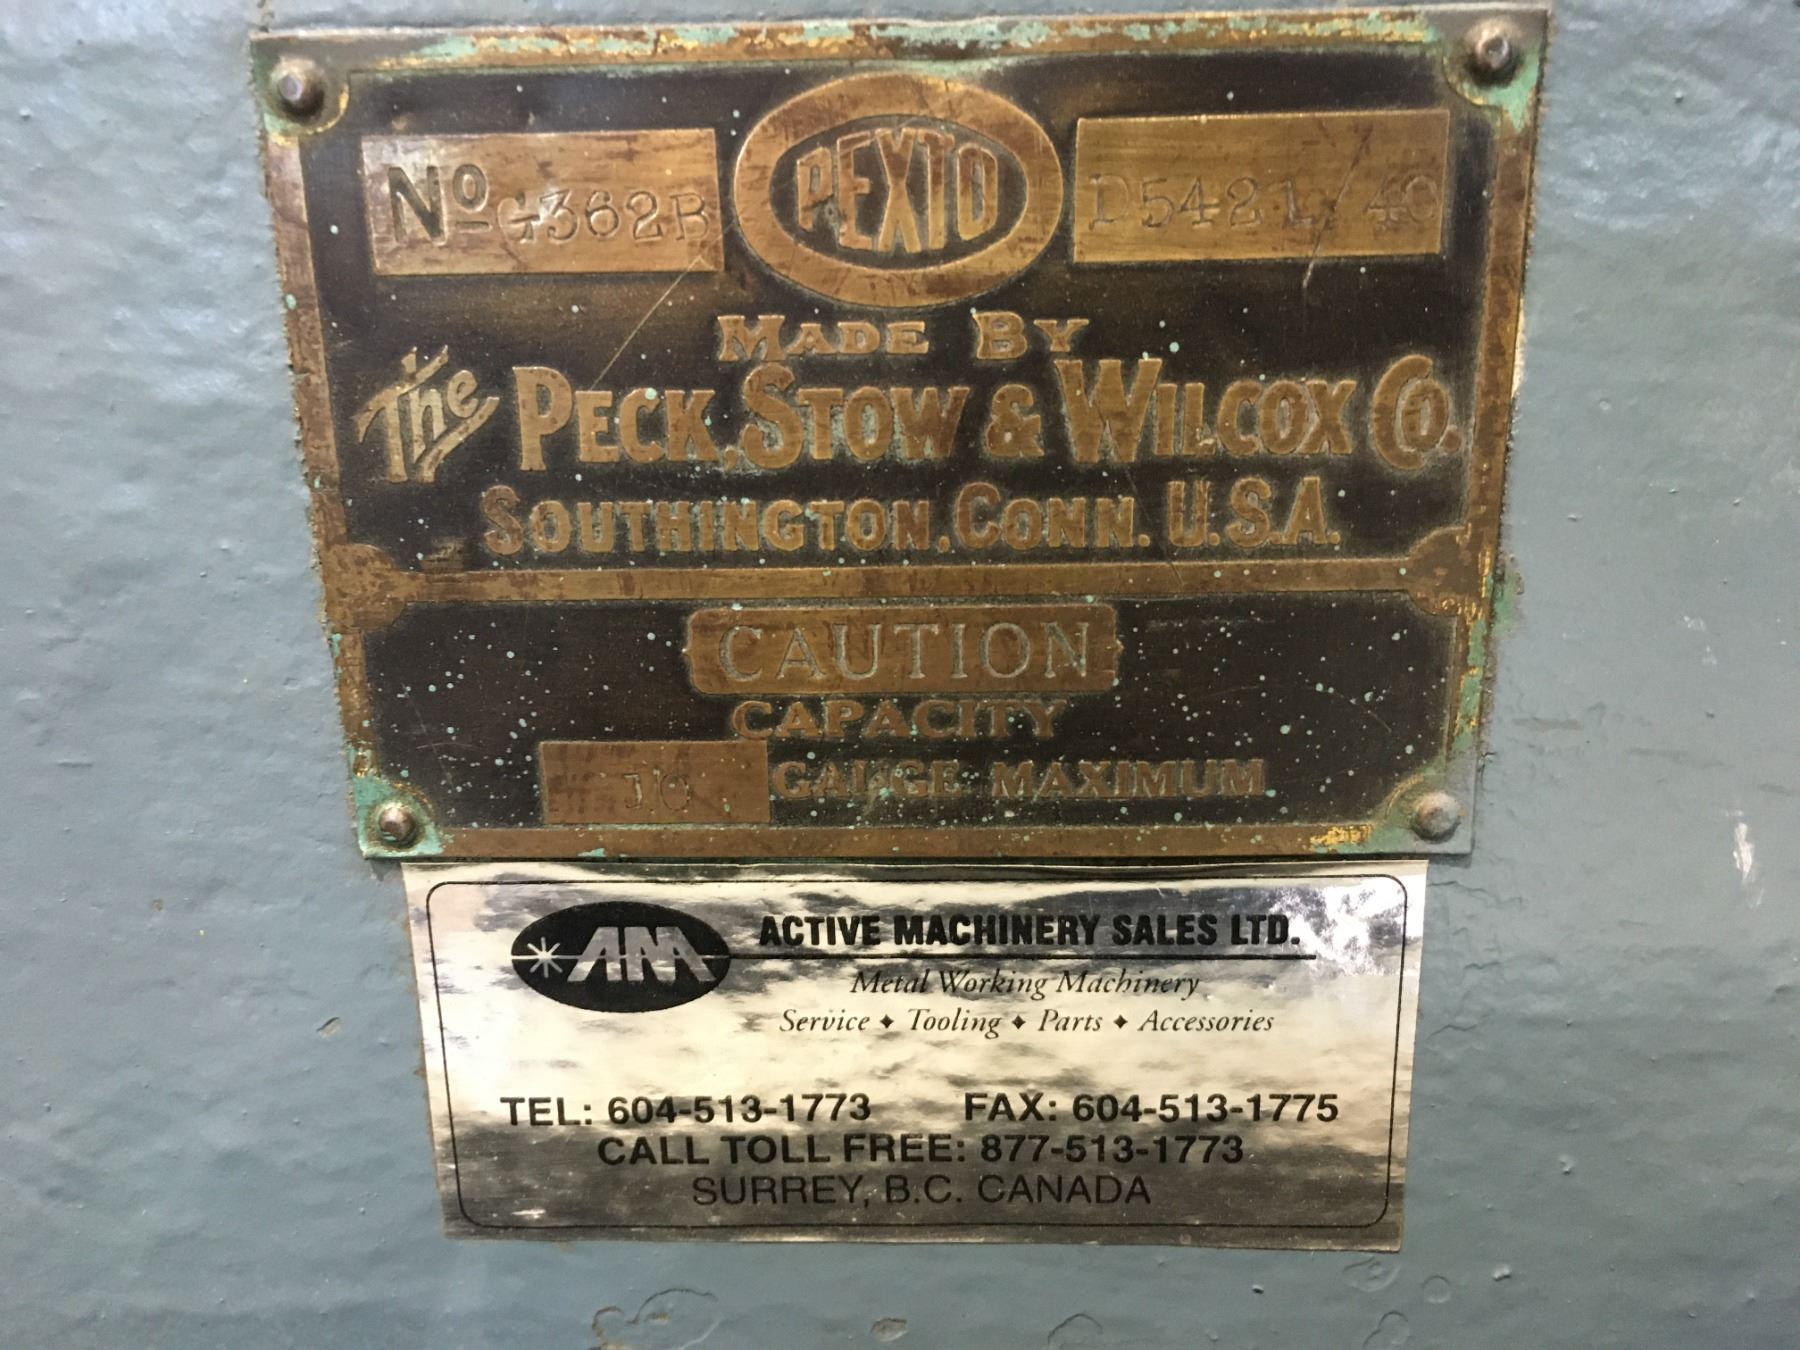 No G362B
PEXTO
D5421/40
MADE BY
The PECK, STOW & WILCOX CO.
SOUTHINGTON, CONN. U.S.A.
CAUTION
CAPACITY
10 GAUGE MAXIMUM
AM ACTIVE MACHINERY SALES LTD.
Metal Working Machinery
Service ✦ Tooling ✦ Parts ✦ Accessories
TEL: 604-513-1773 FAX: 604-513-1775
CALL TOLL FREE: 877-513-1773
SURREY, B.C. CANADA